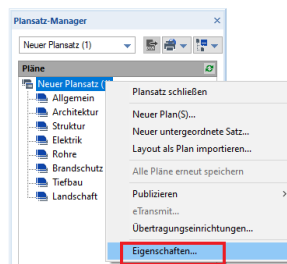 Plansatz-Manager
Neuer Plansatz (1)
Pläne
Neuer Plansatz (1)
Allgemein
Architektur
Struktur
Elektrik
Rohre
Brandschutz
Tiefbau
Landschaft
Plansatz schließen
Neuer Plan(S)...
Neuer untergeordnete Satz...
Layout als Plan importieren...
Alle Pläne erneut speichern
Publizieren
eTransmit...
Übertragungseinrichtungen...
Eigenschaften...